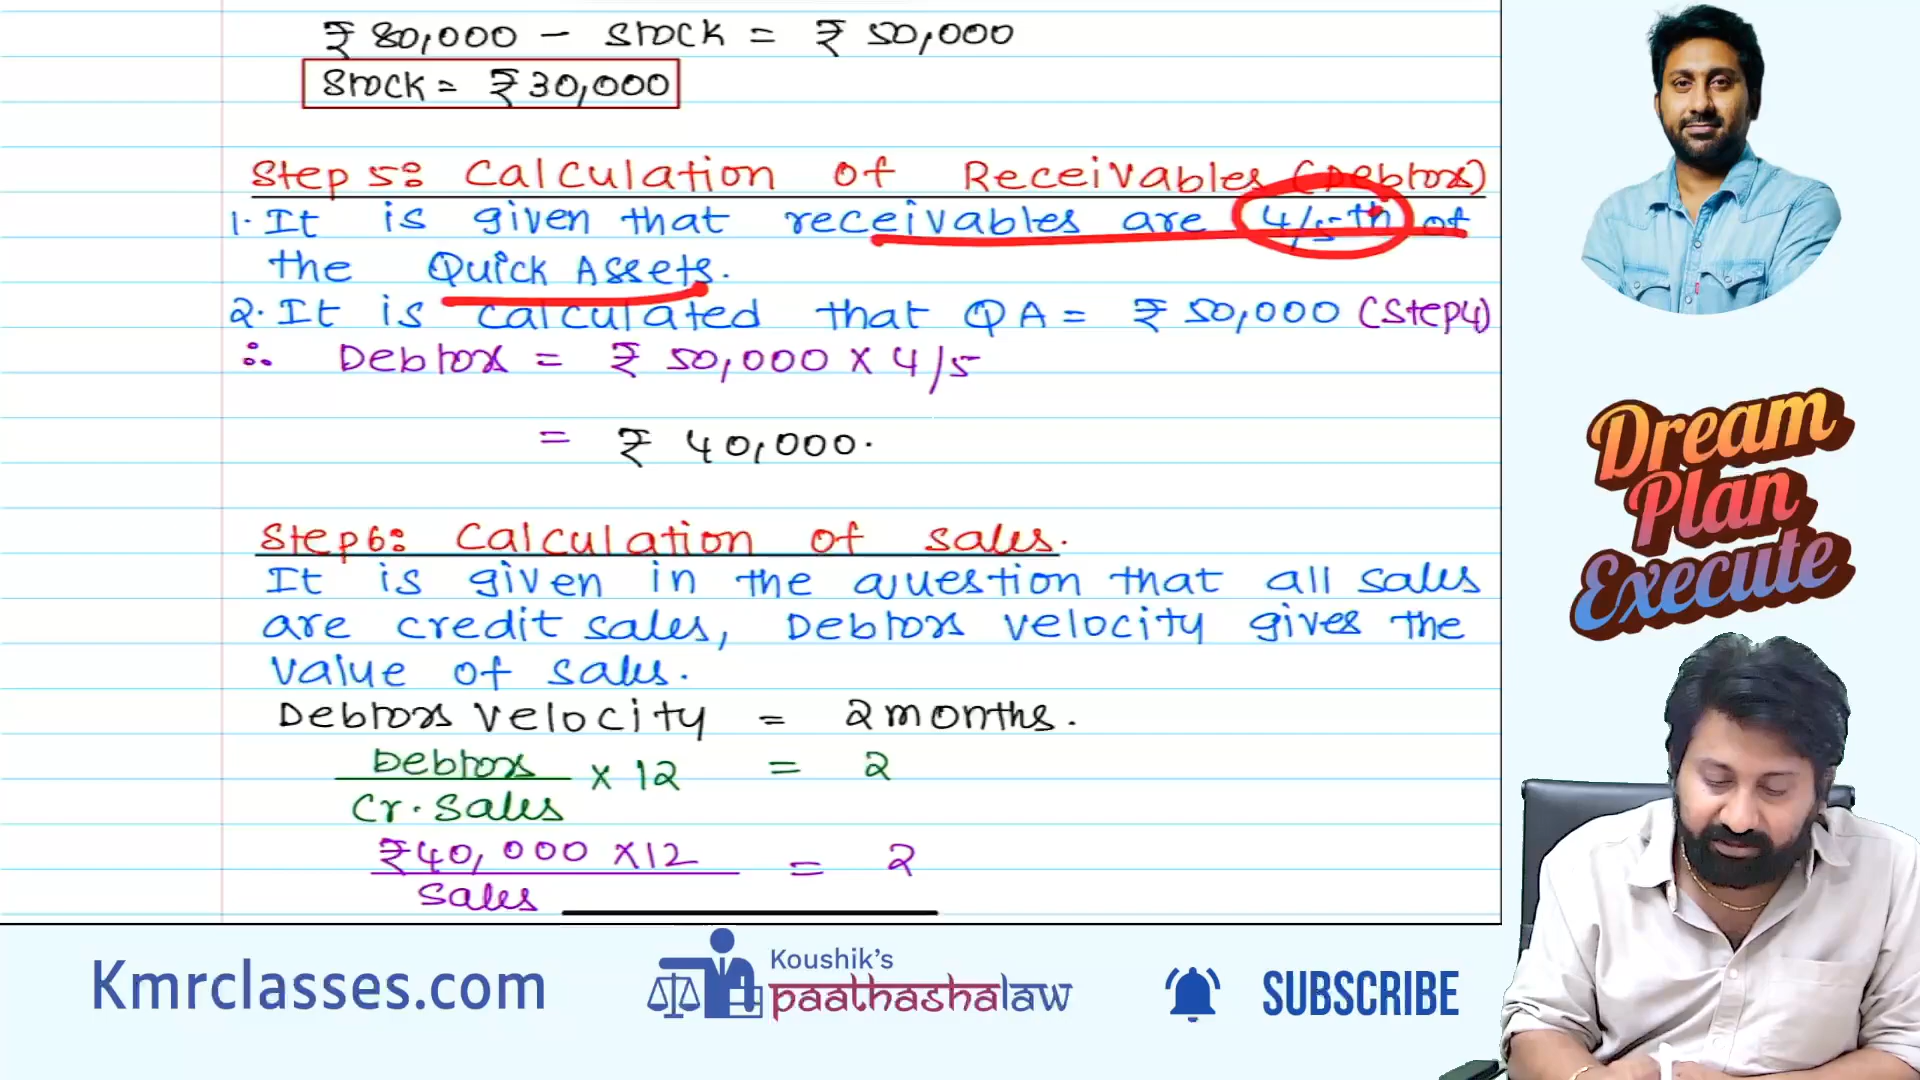 ₹ 80,000 - Stock = ₹ 50,000
Stock = ₹ 30,000
Step 5: Calculation of Receivables (Debtors)
1. It is given that receivables are 4/5th of
the Quick Assets.
2. It is calculated that QA = ₹ 50,000 (Step4)
∴ Debtors = ₹ 50,000 × 4/5
= ₹ 40,000.
Step6: Calculation of sales.
It is given in the question that all sales
are credit sales, Debtors velocity gives the
value of sales.
Debtors Velocity = 2 months.
Debtors
× 12 = 2
Cr. Sales
₹40,000 ×12
= 2
Sales
Dream
Plan
Execute
Kmrclasses.com
Koushik's
paathashalaw
SUBSCRIBE